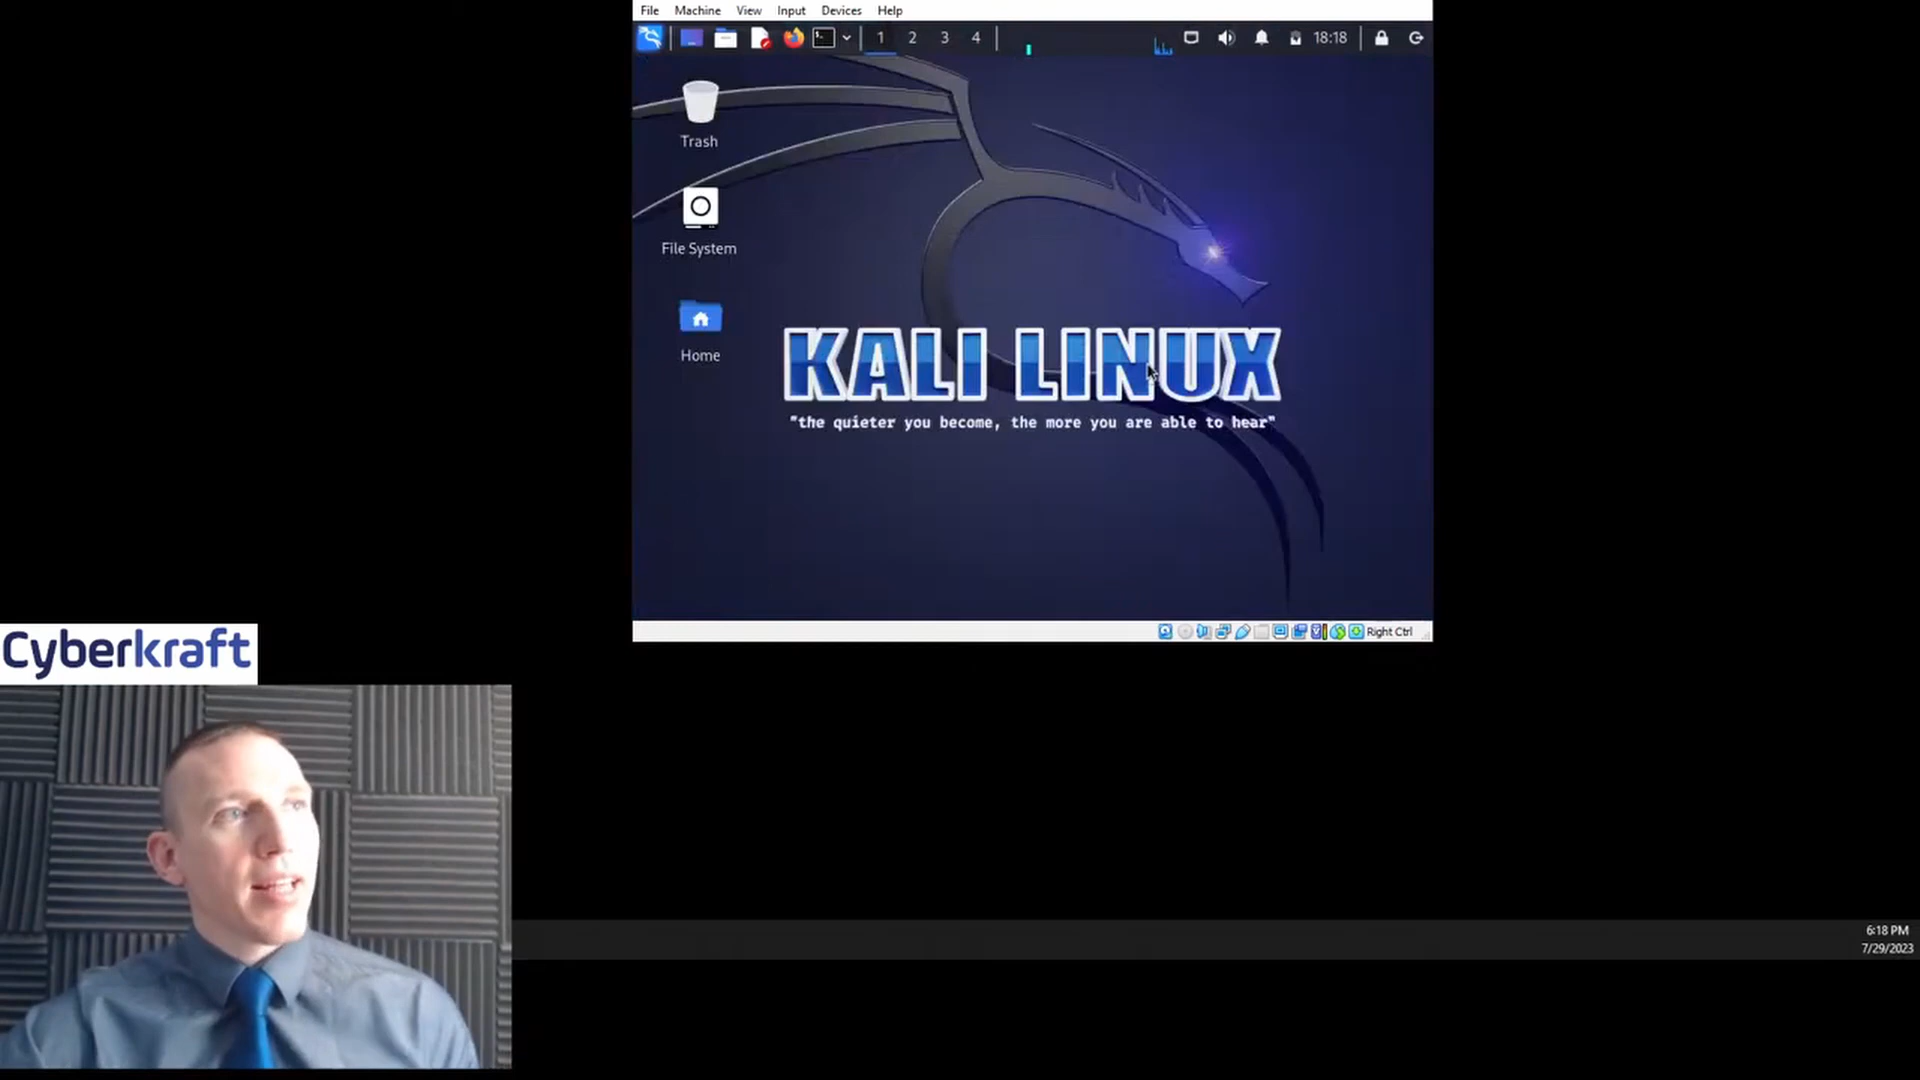 File Machine View Input Devices Help
1 2 3 4 18:18
Trash
File System
Home
KALI LINUX
"the quieter you become, the more you are able to hear"
Right Ctrl
Cyberkraft
6:18 PM
7/29/2023